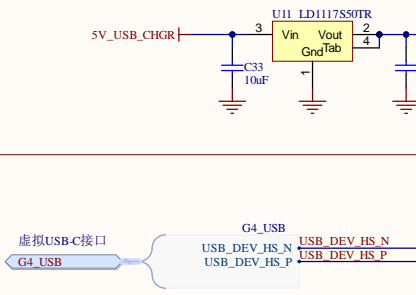 U11 LD1117S50TR
5V_USB_CHGR
3
Vin
Vout
2
4
Tab
Gnd
1
C33
10uF
虚拟USB-C接口
G4_USB
G4_USB
USB_DEV_HS_N
USB_DEV_HS_N
USB_DEV_HS_P
USB_DEV_HS_P